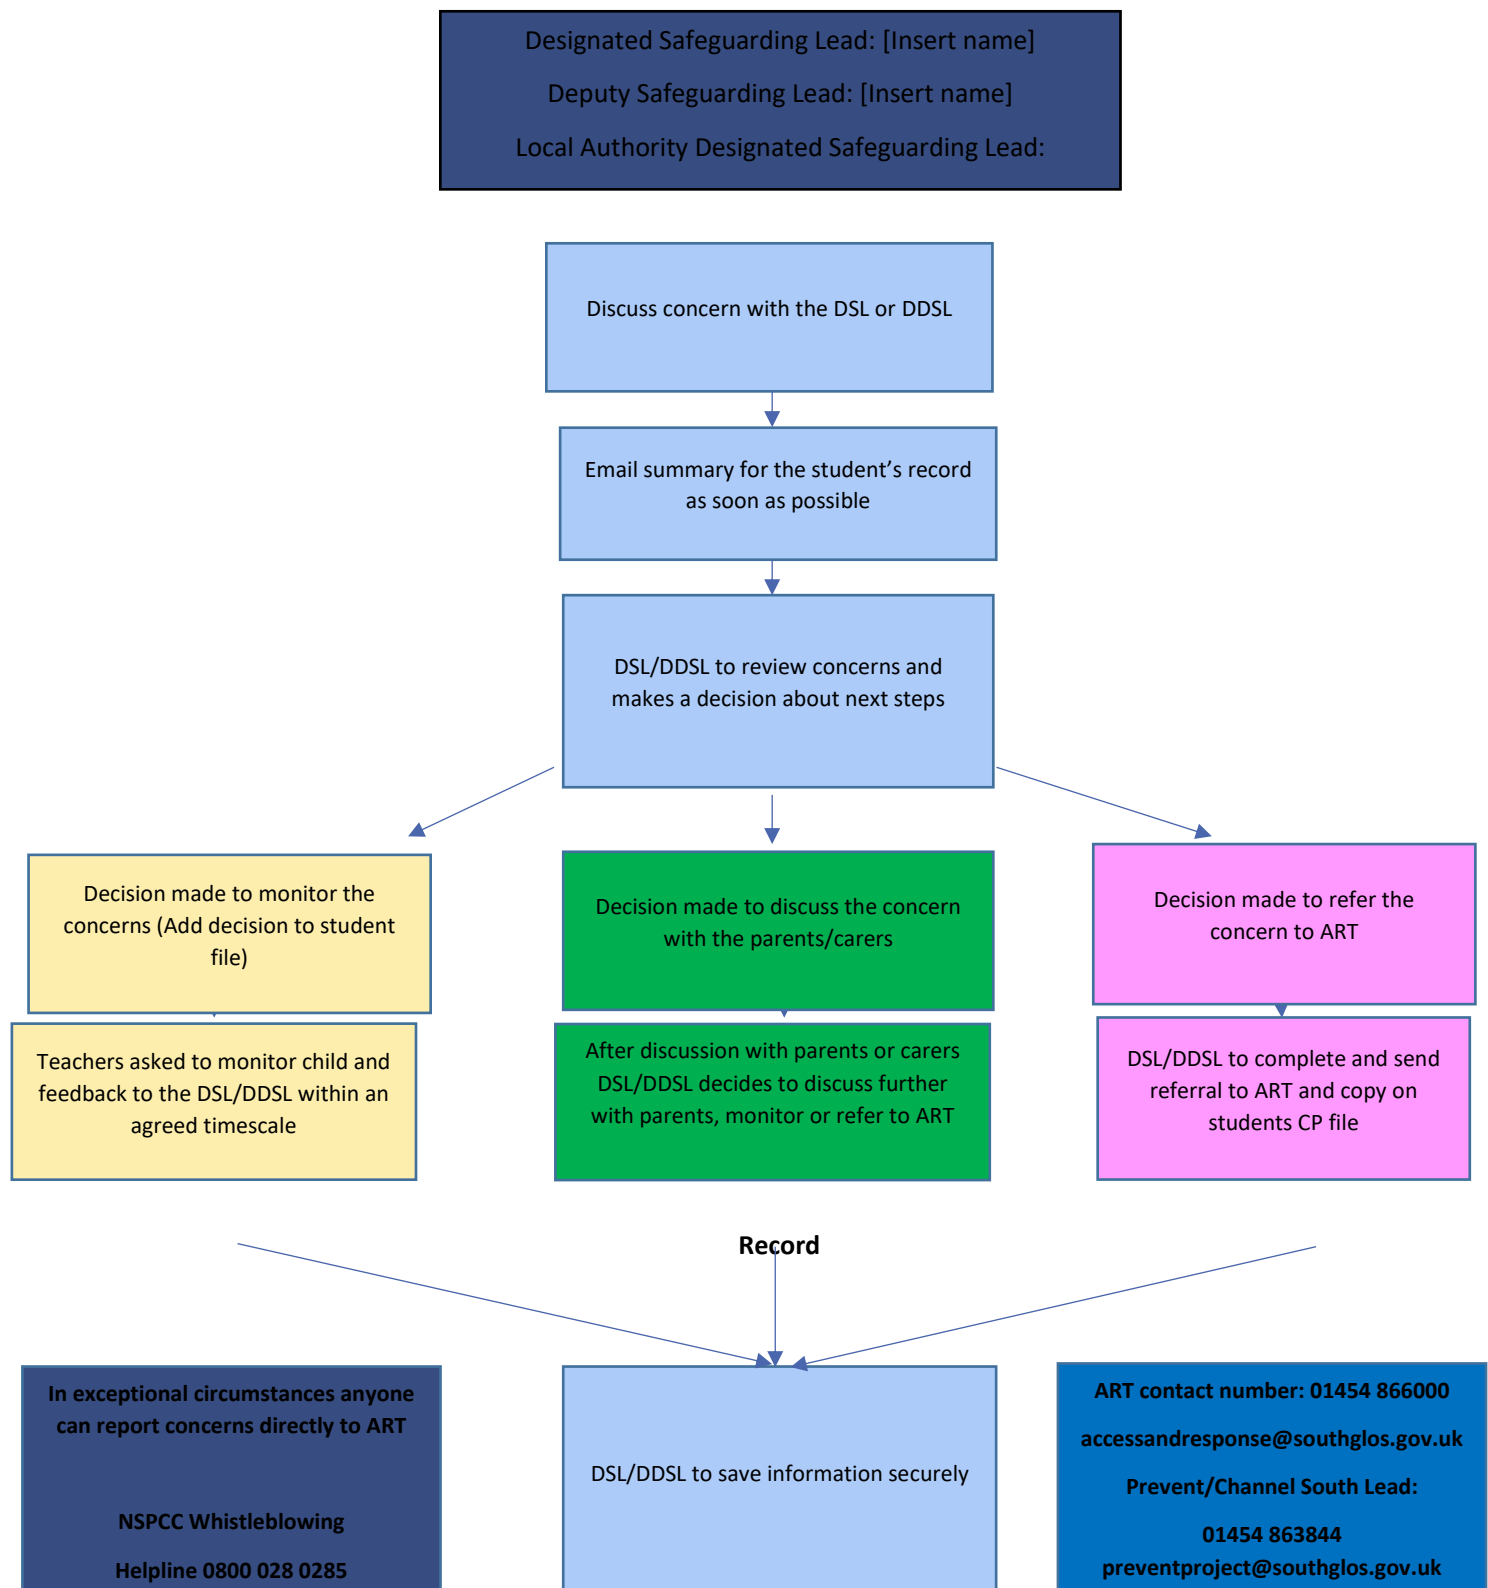 Designated Safeguarding Lead: [Insert name]
Deputy Safeguarding Lead: [Insert name]
Local Authority Designated Safeguarding Lead:
Discuss concern with the DSL or DDSL
Email summary for the student’s record
as soon as possible
DSL/DDSL to review concerns and
makes a decision about next steps
Decision made to monitor the
concerns (Add decision to student
file)
Decision made to discuss the concern
with the parents/carers
Decision made to refer the
concern to ART
Teachers asked to monitor child and
feedback to the DSL/DDSL within an
agreed timescale
After discussion with parents or carers
DSL/DDSL decides to discuss further
with parents, monitor or refer to ART
DSL/DDSL to complete and send
referral to ART and copy on
students CP file
Record
In exceptional circumstances anyone
can report concerns directly to ART
NSPCC Whistleblowing
Helpline 0800 028 0285
DSL/DDSL to save information securely
ART contact number: 01454 866000
accessandresponse@southglos.gov.uk
Prevent/Channel South Lead:
01454 863844
preventproject@southglos.gov.uk